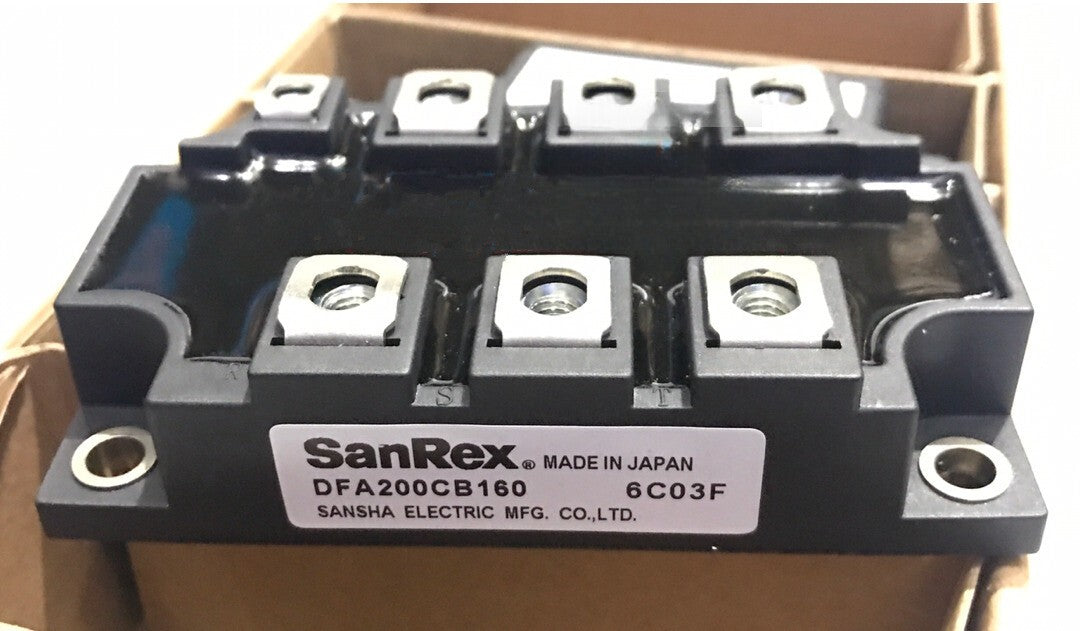 R S T
SanRex® MADE IN JAPAN
DFA200CB160 6C03F
SANSHA ELECTRIC MFG. CO.,LTD.